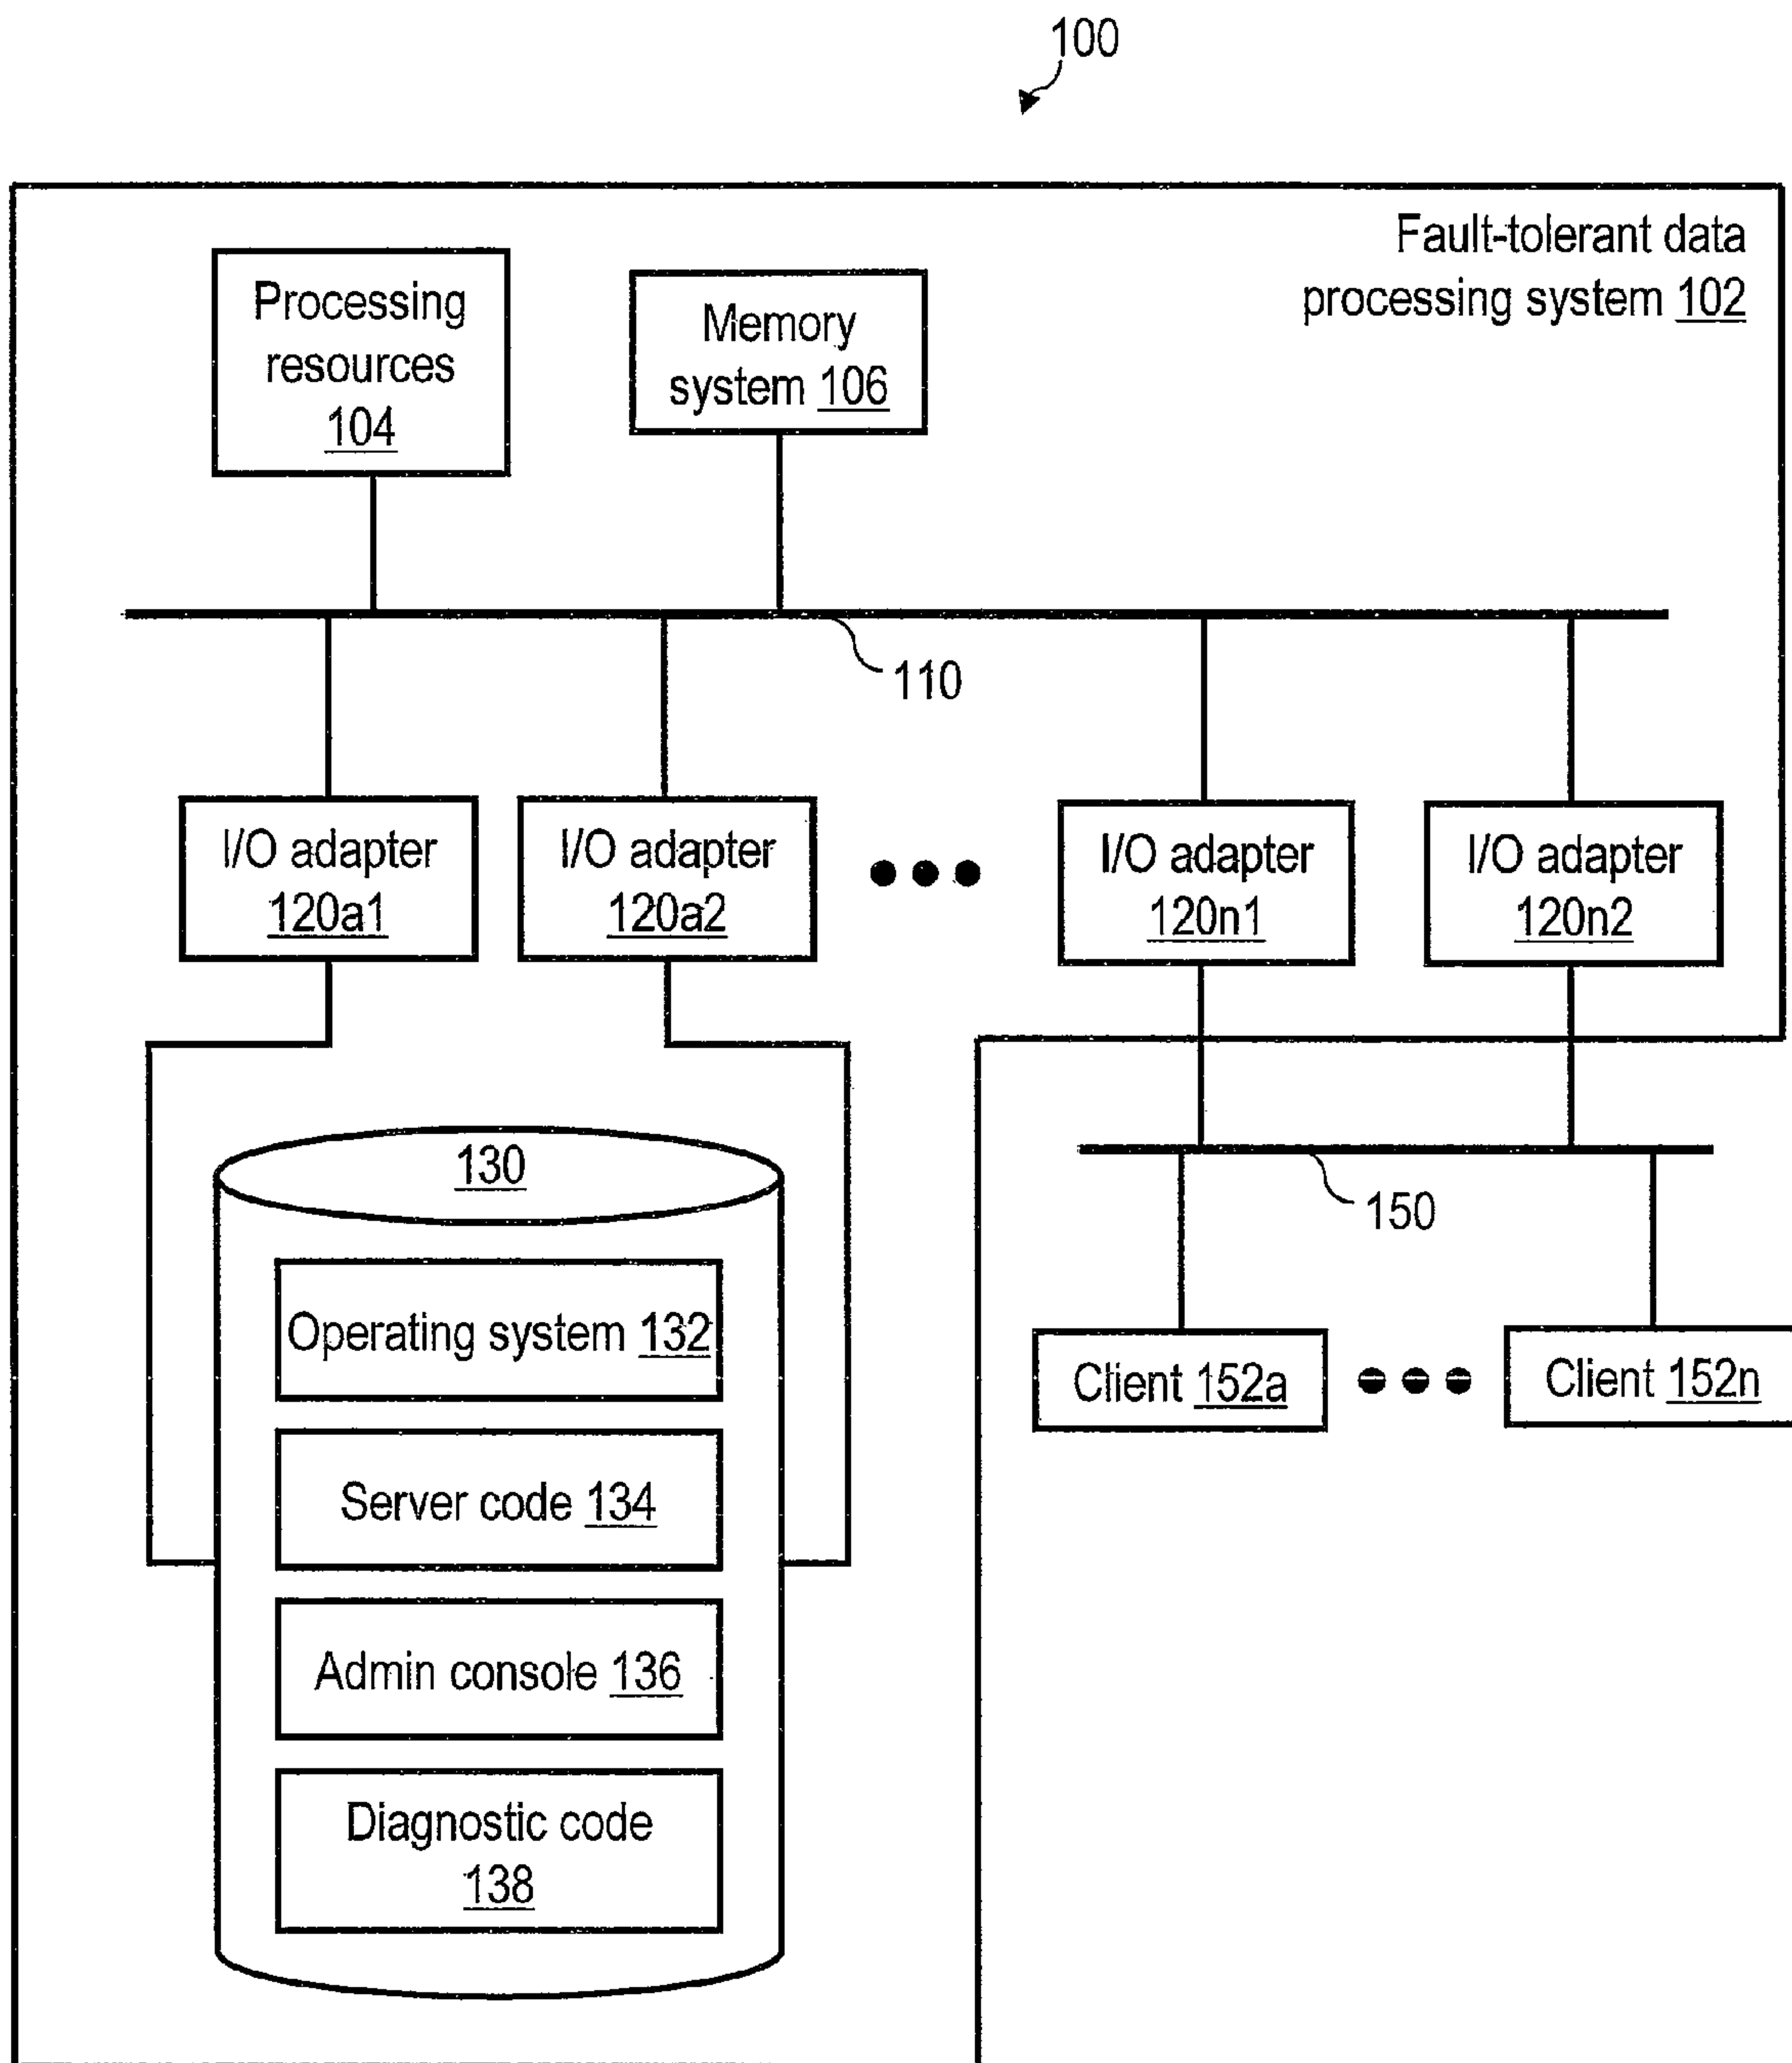 100
Fault-tolerant data
processing system 102
Processing
resources
104
Memory
system 106
110
I/O adapter
120a1
I/O adapter
120a2
I/O adapter
120n1
I/O adapter
120n2
130
150
Operating system 132
Client 152a
Client 152n
Server code 134
Admin console 136
Diagnostic code
138